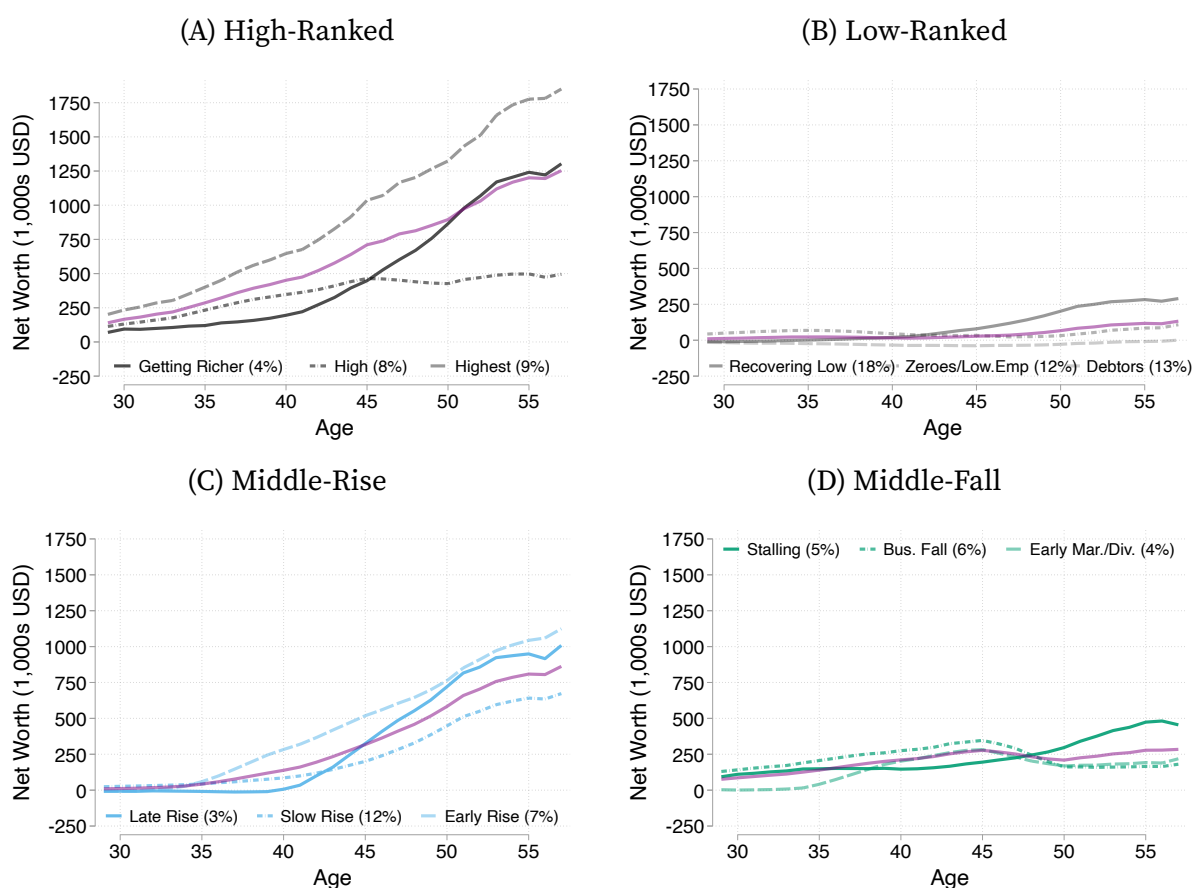 (A) High-Ranked
Net Worth (1,000s USD)
1750
1500
1250
1000
750
500
250
0
-250
Getting Richer (4%) High (8%) Highest (9%)
30 35 40 45 50 55
Age
(B) Low-Ranked
Net Worth (1,000s USD)
1750
1500
1250
1000
750
500
250
0
-250
Recovering Low (18%) Zeroes/Low.Emp (12%) Debtors (13%)
30 35 40 45 50 55
Age
(C) Middle-Rise
Net Worth (1,000s USD)
1750
1500
1250
1000
750
500
250
0
-250
Late Rise (3%) Slow Rise (12%) Early Rise (7%)
30 35 40 45 50 55
Age
(D) Middle-Fall
Net Worth (1,000s USD)
1750
1500
1250
1000
750
500
250
0
-250
Stalling (5%) Bus. Fall (6%) Early Mar./Div. (4%)
30 35 40 45 50 55
Age